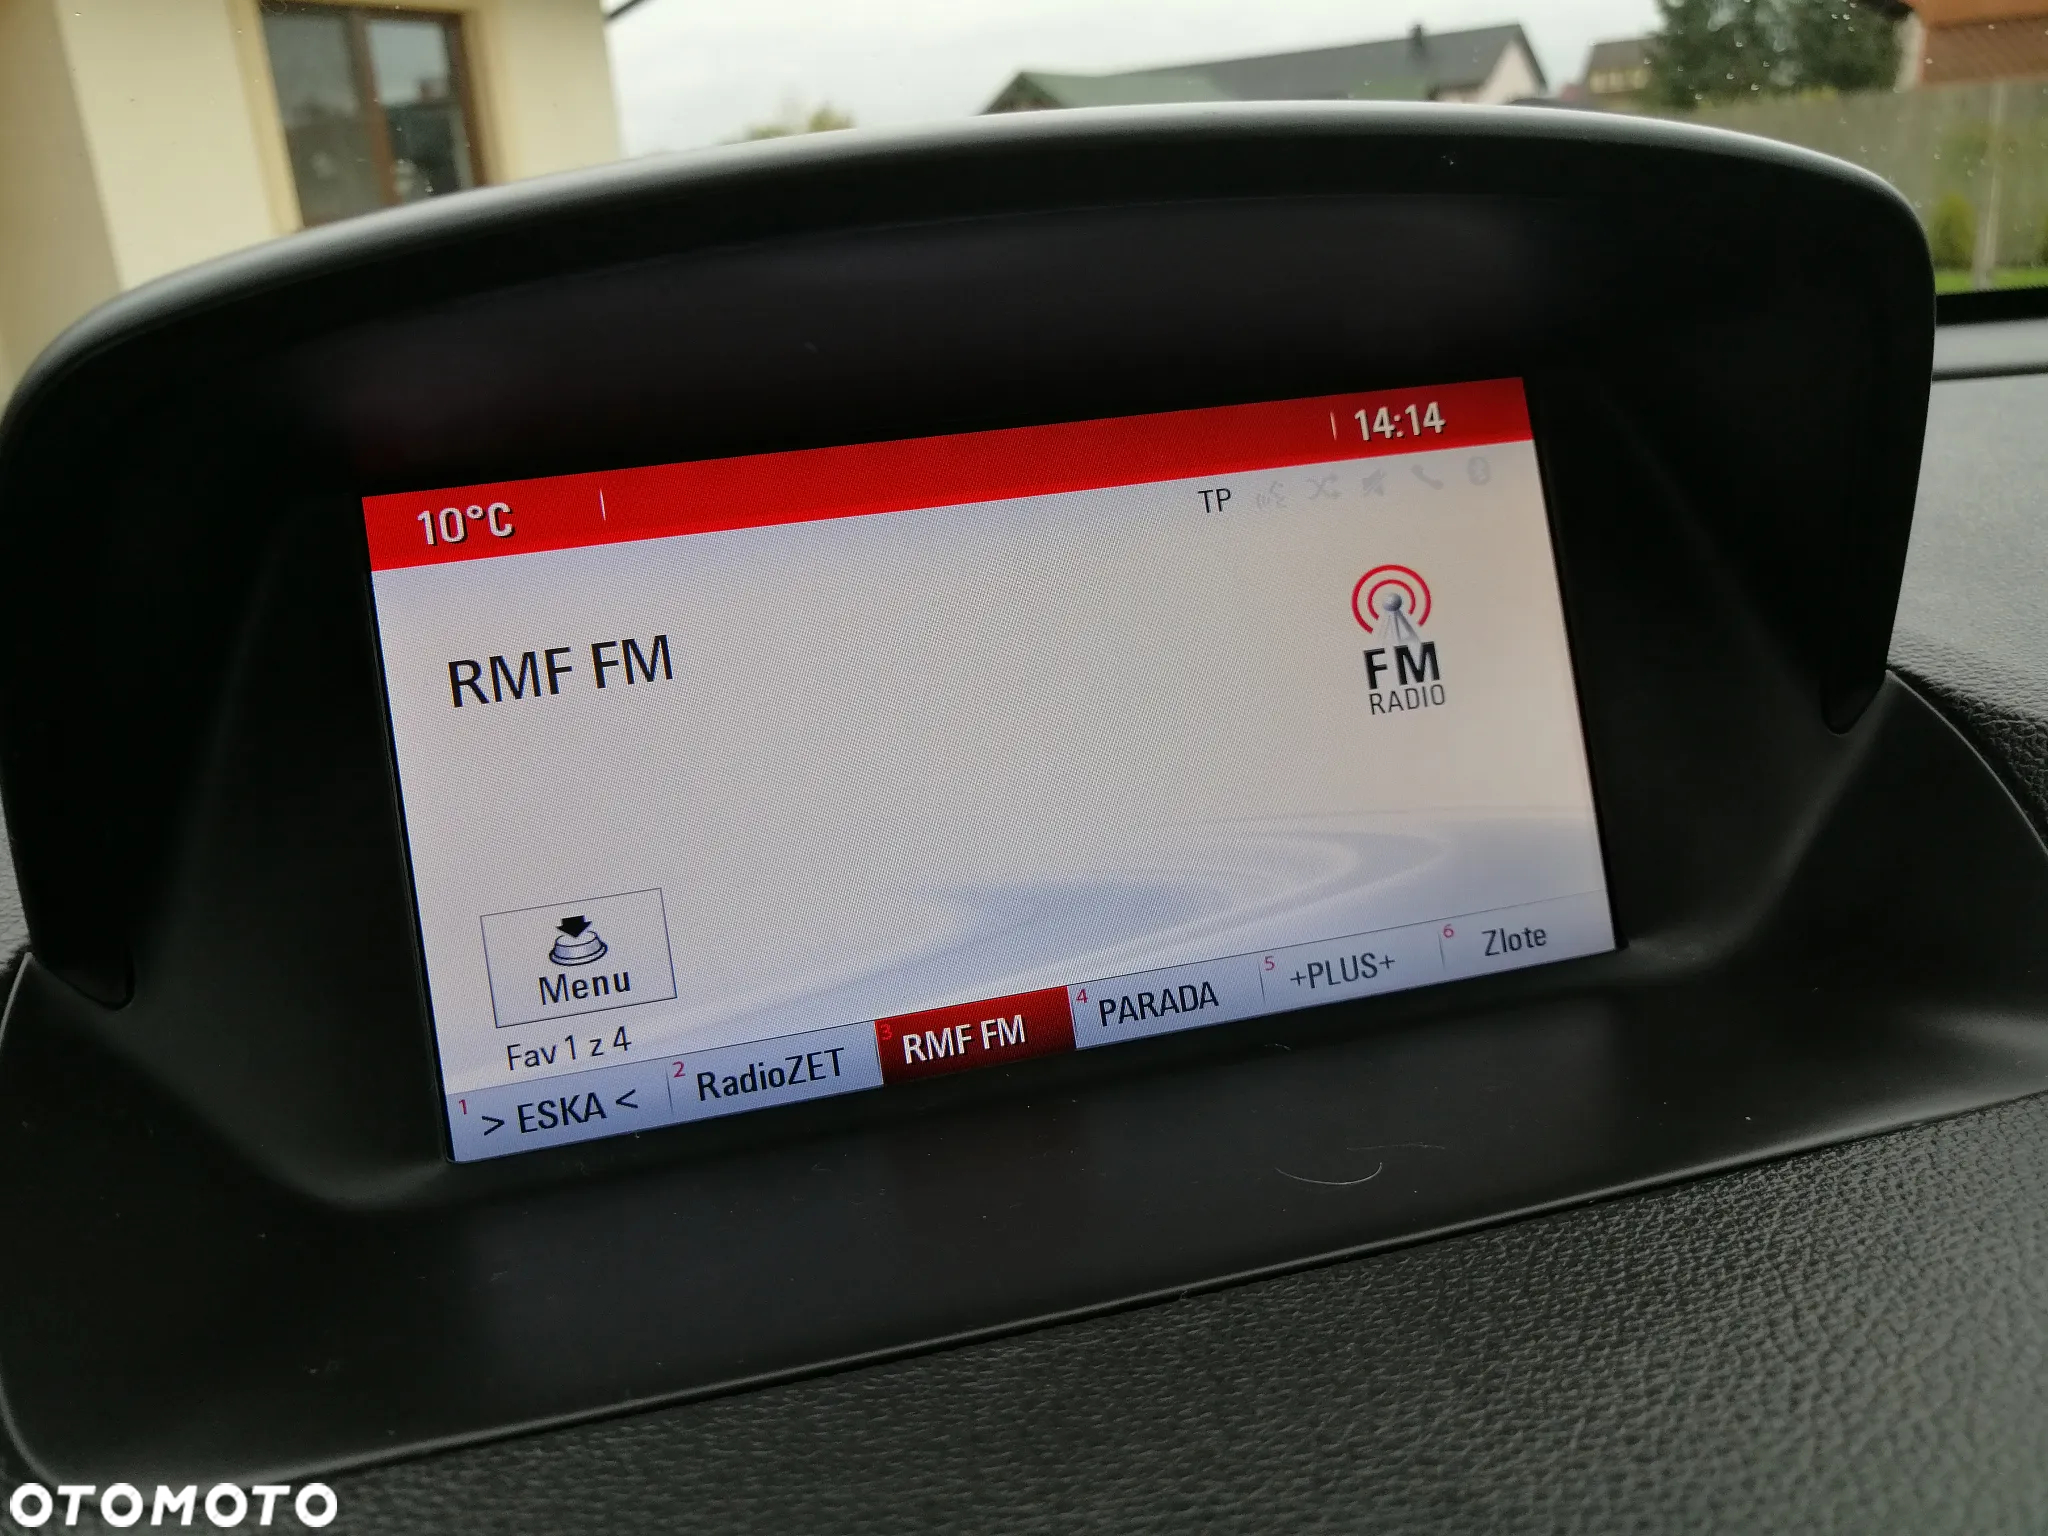 10°C
14:14
TP
RMF FM
FM
RADIO
Menu
Fav 1 z 4
1 > ESKA <
2 RadioZET
3 RMF FM
4 PARADA
5 +PLUS+
6 Zlote
OTOMOTO